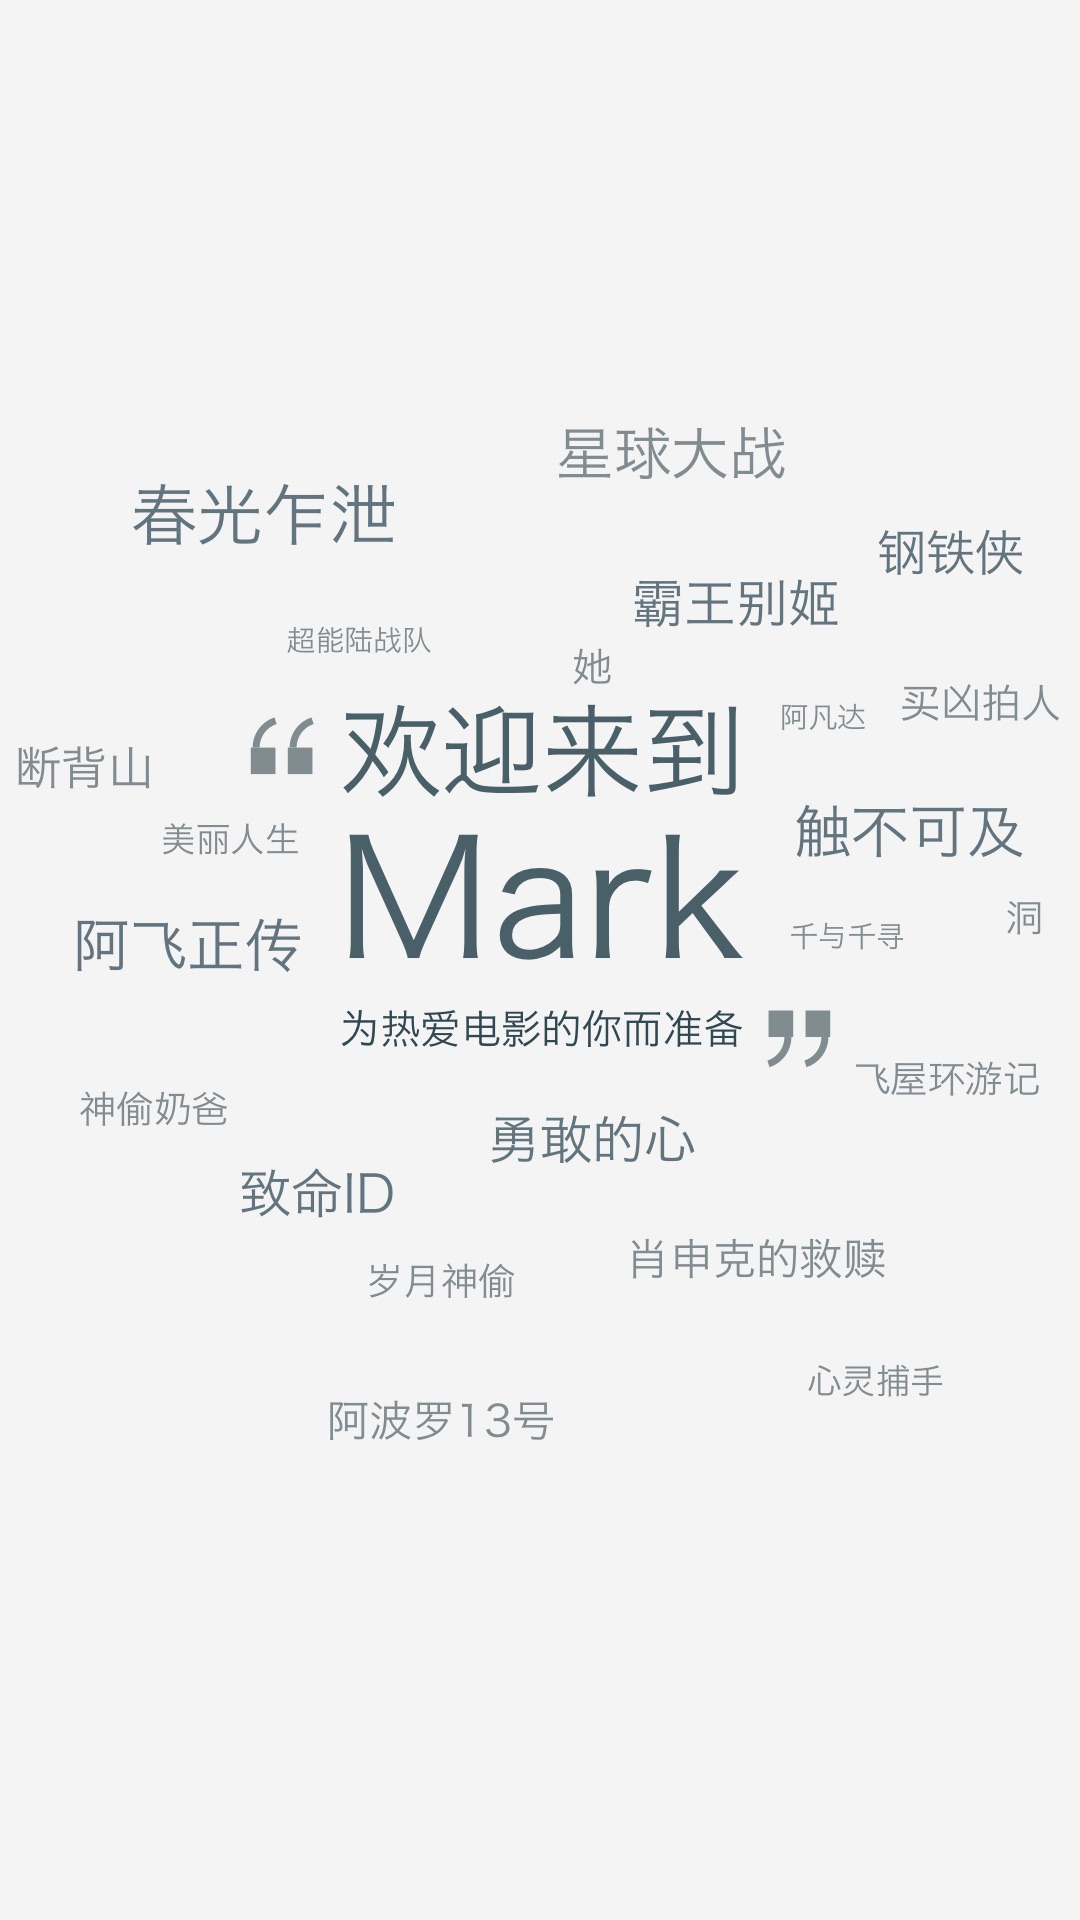 星球大战
春光乍泄
钢铁侠
霸王别姬
超能陆战队
她
买凶拍人
阿凡达
“ 欢迎来到
断背山
触不可及
美丽人生
Mark
洞
千与千寻
阿飞正传
为热爱电影的你而准备 ”
飞屋环游记
神偷奶爸
勇敢的心
致命ID
肖申克的救赎
岁月神偷
心灵捕手
阿波罗13号